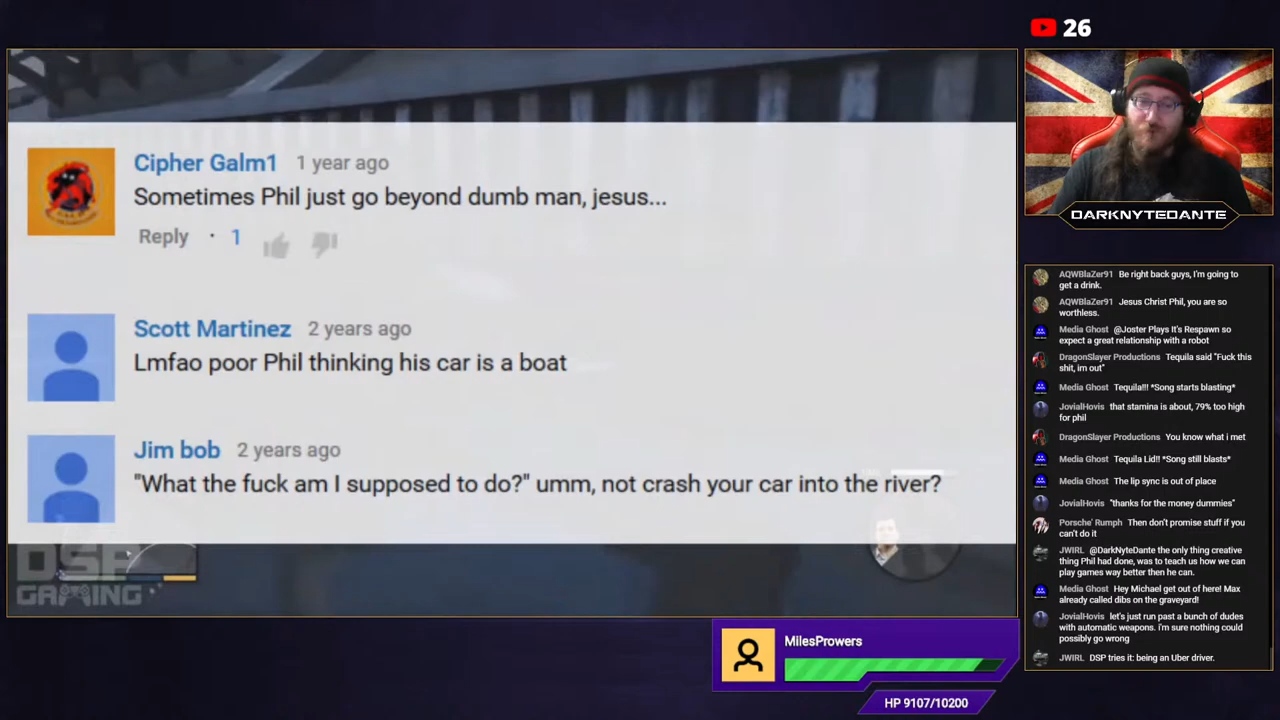 26
Cipher Galm1 1 year ago
Sometimes Phil just go beyond dumb man, jesus...
Reply · 1
Scott Martinez 2 years ago
Lmfao poor Phil thinking his car is a boat
Jim bob 2 years ago
"What the fuck am I supposed to do?" umm, not crash your car into the river?
DSP
GAMING
MilesProwers
HP 9107/10200
DARKNYTEDANTE
AQWBlaZer91 Be right back guys, I'm going to
get a drink.
AQWBlaZer91 Jesus Christ Phil, you are so
worthless.
Media Ghost @Joster Plays It's Respawn so
expect a great relationship with a robot
DragonSlayer Productions Tequila said "Fuck this
shit, im out"
Media Ghost Tequila!!! *Song starts blasting*
JovialHovis that stamina is about, 79% too high
for phil
DragonSlayer Productions You know what i met
Media Ghost Tequila Lid!! *Song still blasts*
Media Ghost The lip sync is out of place
JovialHovis "thanks for the money dummies"
Porsche' Rumph Then don't promise stuff if you
can't do it
JWIRL @DarkNyteDante the only thing creative
thing Phil had done, was to teach us how we can
play games way better then he can.
Media Ghost Hey Michael get out of here! Max
already called dibs on the graveyard!
JovialHovis let's just run past a bunch of dudes
with automatic weapons. i'm sure nothing could
possibly go wrong
JWIRL DSP tries it: being an Uber driver.